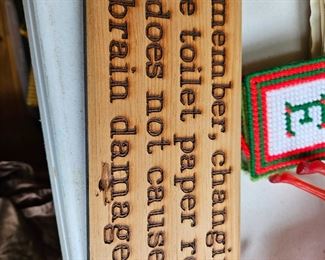 member, changi
e toilet paper r
does not cause
brain damage
E